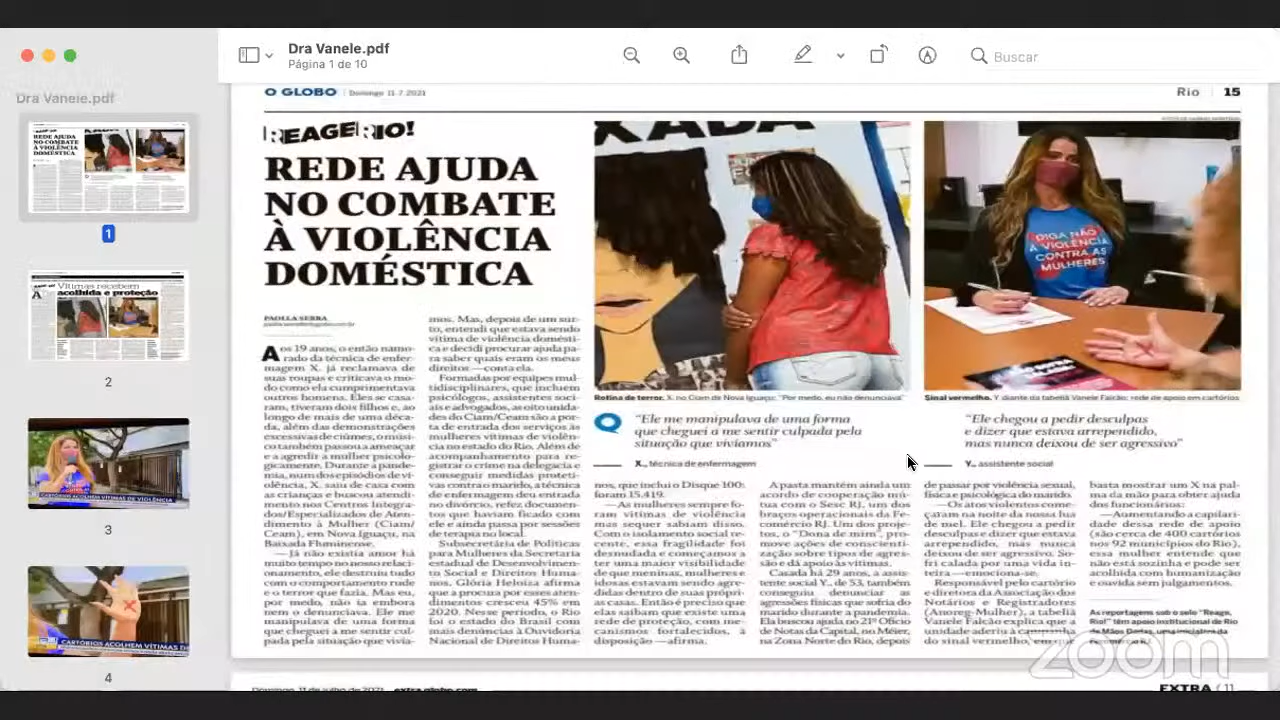 Dra Vanele.pdf
Página 1 de 10
Buscar
Dra Vanele.pdf
1
2
CARTÓRIOS ACOLHEM VÍTIMAS DE VIOLÊNCIA
3
CARTÓRIOS ACOLHEM VÍTIMAS D
4
O GLOBO | Domingo 11.7.2021
Rio | 15
REAGE RIO!
REDE AJUDA
NO COMBATE
À VIOLÊNCIA
DOMÉSTICA
PAOLLA SERRA
Aos 19 anos, o então namo-
rado da técnica de enfer-
magem X. já reclamava de
suas roupas e criticava o mo-
do como ela cumprimentava
outros homens. Eles se casa-
ram, tiveram dois filhos e, ao
longo de mais de uma déca-
da, além das demonstrações
excessivas de ciúmes, o músi-
co também passou a ameaçar
e a agredir a mulher psicolo-
gicamente. Durante a pande-
mia, num dos episódios de vi-
olência, X. saiu de casa com
as crianças e buscou atendi-
mento nos Centros Integra-
dos/Especializados de Aten-
dimento à Mulher (Ciam/
Ceam), em Nova Iguaçu, na
Baixada Fluminense.
—Já não existia amor há
muito tempo no nosso relaci-
onamento, ele destruiu tudo
com o comportamento rude
e o terror que fazia. Mas eu,
por medo, não ia embora
nem o denunciava. Ele me
manipulava de uma forma
que cheguei a me sentir cul-
pada pela situação que vivía-
mos. Mas, depois de um sur-
to, entendi que estava sendo
vítima de violência domésti-
ca e decidi procurar ajuda pa-
ra saber quais eram os meus
direitos —conta ela.
Formadas por equipes mul-
tidisciplinares, que incluem
psicólogos, assistentes soci-
ais e advogados, as oito unida-
des do Ciam/Ceam são a por-
ta de entrada dos serviços às
mulheres vítimas de violên-
cia no estado do Rio. Além de
acompanhamento para re-
gistrar o crime na delegacia e
conseguir medidas proteti-
vas contra o marido, a técnica
de enfermagem deu entrada
no divórcio, refez documen-
tos que haviam ficado com
ele e ainda passa por sessões
de terapia no local.
Subsecretária de Políticas
para Mulheres da Secretaria
estadual de Desenvolvimen-
to Social e Direitos Huma-
nos, Glória Heloiza afirma
que a procura por esses aten-
dimentos cresceu 45% em
2020. Nesse período, o Rio
foi o estado do Brasil com
mais denúncias à Ouvidoria
Nacional de Direitos Huma-
XADA
DIGA NÃO
À VIOLÊNCIA
CONTRA AS
MULHERES
Rotina de terror. X. no Ciam de Nova Iguaçu: "Por medo, eu não denunciava"
Sinal vermelho. Y. diante da tabeliã Vanele Falcão: rede de apoio em cartórios
"Ele me manipulava de uma forma
que cheguei a me sentir culpada pela
situação que vivíamos"
X., técnica de enfermagem
"Ele chegou a pedir desculpas
e dizer que estava arrependido,
mas nunca deixou de ser agressivo"
Y., assistente social
nos, que inclui o Disque 100:
foram 15.419.
—As mulheres sempre fo-
ram vítimas de violência
mas sequer sabiam disso.
Com o isolamento social re-
cente, essa fragilidade foi
desnudada e começamos a
ter uma maior visibilidade
de que meninas, mulheres e
idosas estavam sendo agre-
didas dentro de suas própri-
as casas. Então é preciso que
elas saibam que existe uma
rede de proteção, com me-
canismos fortalecidos, à
disposição —afirma.
A pasta mantém ainda um
acordo de cooperação mú-
tua com o Sesc RJ, um dos
braços operacionais da Fe-
comércio RJ. Um dos proje-
tos, o "Dona de mim", pro-
move ações de conscienti-
zação sobre tipos de agres-
são e dá apoio às vítimas.
Casada há 29 anos, a assis-
tente social Y., de 53, também
conseguiu denunciar as
agressões físicas que sofria do
marido durante a pandemia.
Ela buscou ajuda no 21º Ofício
de Notas da Capital, no Méier,
na Zona Norte do Rio, depois
de passar por violência sexual,
física e psicológica do marido.
—Os atos violentos come-
çaram na noite da nossa lua
de mel. Ele chegou a pedir
desculpas e dizer que estava
arrependido, mas nunca
deixou de ser agressivo. So-
fri calada por uma vida in-
teira —emociona-se.
Responsável pelo cartório
e diretora da Associação dos
Notários e Registradores
(Anoreg-Mulher), a tabeliã
Vanele Falcão explica que a
unidade aderiu à campanha
do sinal vermelho, em que
basta mostrar um X na pal-
ma da mão para obter ajuda
dos funcionários:
—Aumentando a capilari-
dade dessa rede de apoio
(são cerca de 400 cartórios
nos 92 municípios do Rio),
essa mulher entende que
não está sozinha e pode ser
acolhida com humanização
e ouvida sem julgamentos.
As reportagens sob o selo "Reage,
Rio!" têm apoio institucional do Rio
de Mãos Dadas, uma iniciativa da
zoom
Domingo, 11 de julho de 2021 extra.globo.com
EXTRA | 11